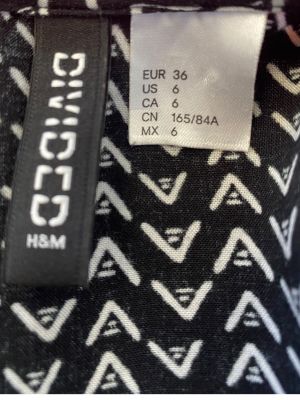 DIVIDED
H&M
EUR 36
US 6
CA 6
CN 165/84A
MX 6